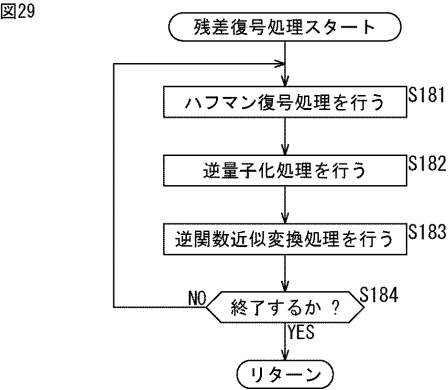 図29
残差復号処理スタート
ハフマン復号処理を行う
S181
逆量子化処理を行う
S182
逆関数近似変換処理を行う
S183
終了するか ?
S184
NO
YES
リターン